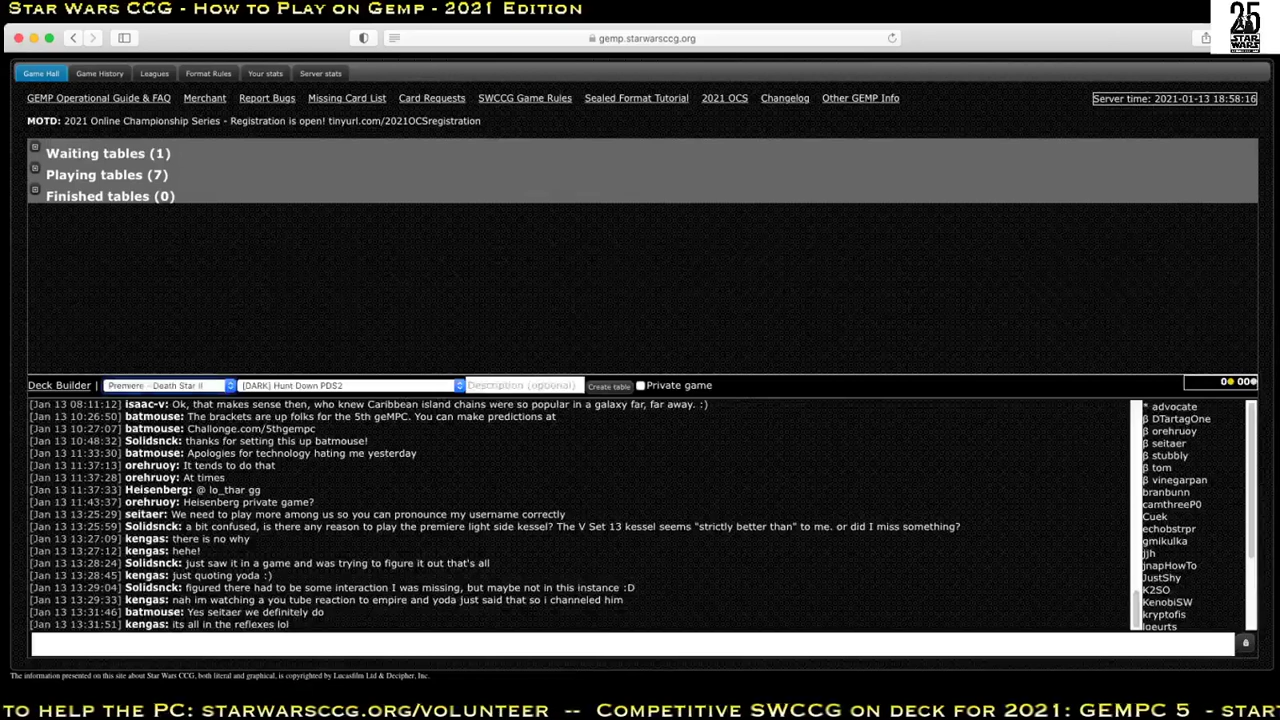 Star Wars CCG - How to Play on Gemp - 2021 Edition
25
STAR WARS
gemp.starwarsccg.org
Game Hall Game History Leagues Format Rules Your stats Server stats
GEMP Operational Guide & FAQ Merchant Report Bugs Missing Card List Card Requests SWCCG Game Rules Sealed Format Tutorial 2021 OCS Changelog Other GEMP Info Server time: 2021-01-13 18:58:16
MOTD: 2021 Online Championship Series - Registration is open! tinyurl.com/2021OCSregistration
Waiting tables (1)
Playing tables (7)
Finished tables (0)
Deck Builder | Premiere - Death Star II [DARK] Hunt Down PDS2 Description (optional) Create table Private game 0 00
[Jan 13 08:11:12] isaac-v: Ok, that makes sense then, who knew Caribbean island chains were so popular in a galaxy far, far away. :)
[Jan 13 10:26:50] batmouse: The brackets are up folks for the 5th geMPC. You can make predictions at
[Jan 13 10:27:07] batmouse: Challonge.com/5thgempc
[Jan 13 10:48:32] Solidsnck: thanks for setting this up batmouse!
[Jan 13 11:33:30] batmouse: Apologies for technology hating me yesterday
[Jan 13 11:37:13] orehruoy: It tends to do that
[Jan 13 11:37:28] orehruoy: At times
[Jan 13 11:37:33] Heisenberg: @ lo_thar gg
[Jan 13 11:43:37] orehruoy: Heisenberg private game?
[Jan 13 13:25:29] seitaer: We need to play more among us so you can pronounce my username correctly
[Jan 13 13:25:59] Solidsnck: a bit confused, is there any reason to play the premiere light side kessel? The V Set 13 kessel seems "strictly better than" to me. or did I miss something?
[Jan 13 13:27:09] kengas: there is no why
[Jan 13 13:27:12] kengas: hehe!
[Jan 13 13:28:24] Solidsnck: just saw it in a game and was trying to figure it out that's all
[Jan 13 13:28:45] kengas: just quoting yoda :)
[Jan 13 13:29:04] Solidsnck: figured there had to be some interaction I was missing, but maybe not in this instance :D
[Jan 13 13:29:33] kengas: nah im watching a you tube reaction to empire and yoda just said that so i channeled him
[Jan 13 13:31:46] batmouse: Yes seitaer we definitely do
[Jan 13 13:31:51] kengas: its all in the reflexes lol
* advocate
β DTartagOne
β orehruoy
β seitaer
β stubbly
β tom
β vinegarpan
branbunn
camthreeP0
Cuek
echobstrpr
gmikulka
jjh
jnapHowTo
JustShy
K2SO
KenobiSW
kryptofis
lgeurts
The information presented on this site about Star Wars CCG, both literal and graphical, is copyrighted by Lucasfilm Ltd & Decipher, Inc.
to help the PC: starwarsccg.org/volunteer -- Competitive SWCCG on deck for 2021: GEMPC 5 - star